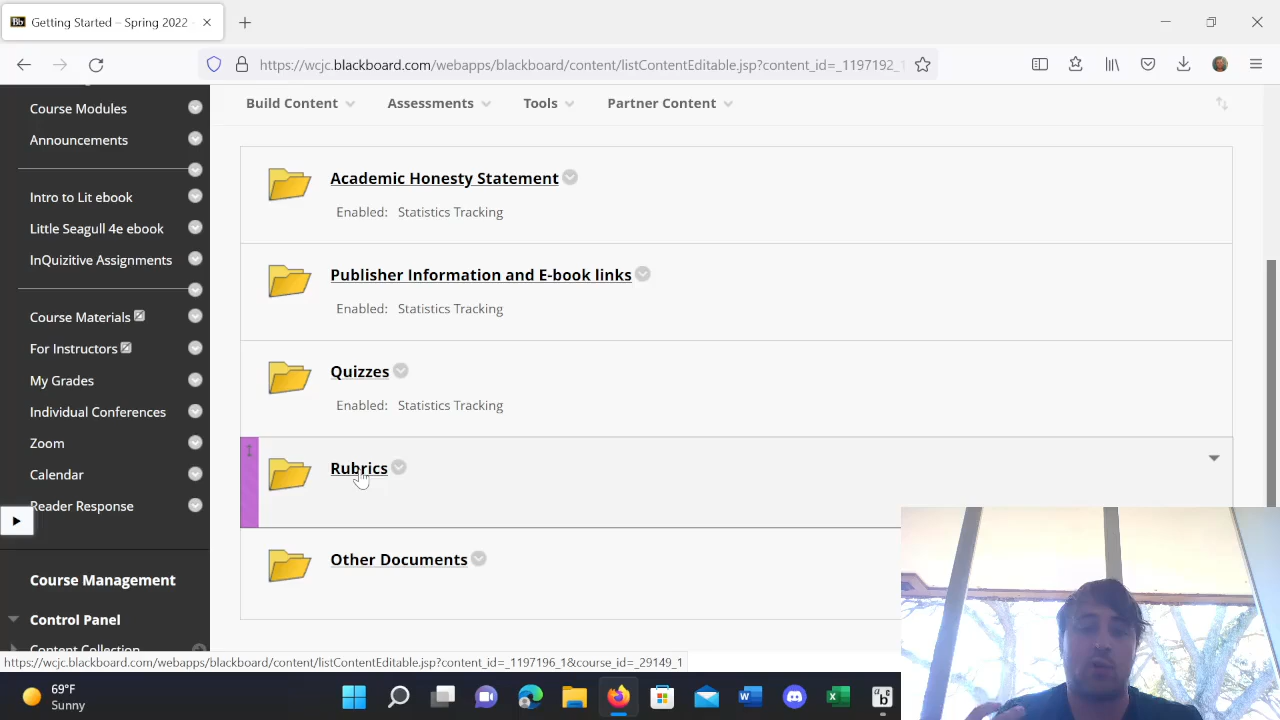 Bb Getting Started – Spring 2022
https://wcjc.blackboard.com/webapps/blackboard/content/listContentEditable.jsp?content_id=_1197192_1
Course Modules
Announcements
Intro to Lit ebook
Little Seagull 4e ebook
InQuizitive Assignments
Course Materials
For Instructors
My Grades
Individual Conferences
Zoom
Calendar
Reader Response
Course Management
Control Panel
Content Collection
Build Content
Assessments
Tools
Partner Content
Academic Honesty Statement
Enabled: Statistics Tracking
Publisher Information and E-book links
Enabled: Statistics Tracking
Quizzes
Enabled: Statistics Tracking
Rubrics
Other Documents
https://wcjc.blackboard.com/webapps/blackboard/content/listContentEditable.jsp?content_id=_1197196_1&course_id=_29149_1
69°F
Sunny